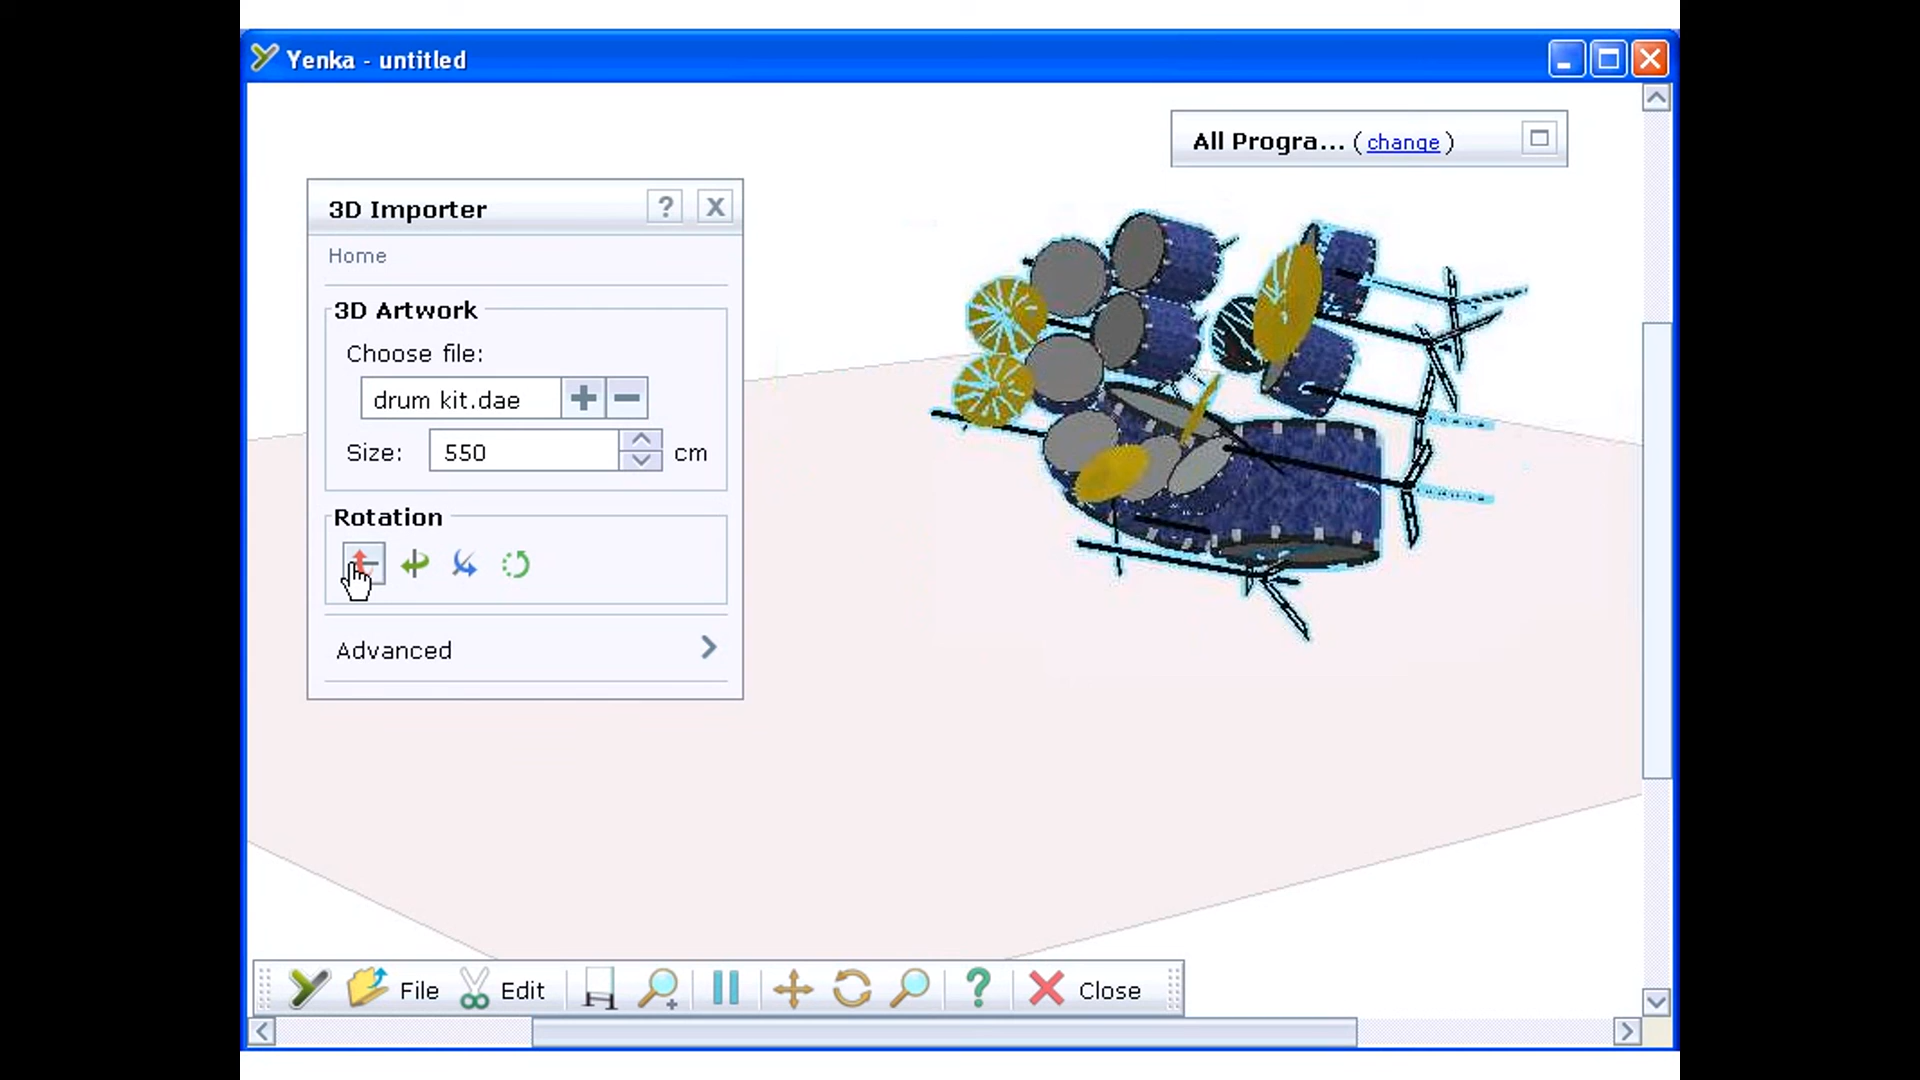 Yenka - untitled
All Progra... (change)
3D Importer
?
X
Home
3D Artwork
Choose file:
drum kit.dae
Size: 550 cm
Rotation
Advanced
File Edit ? Close